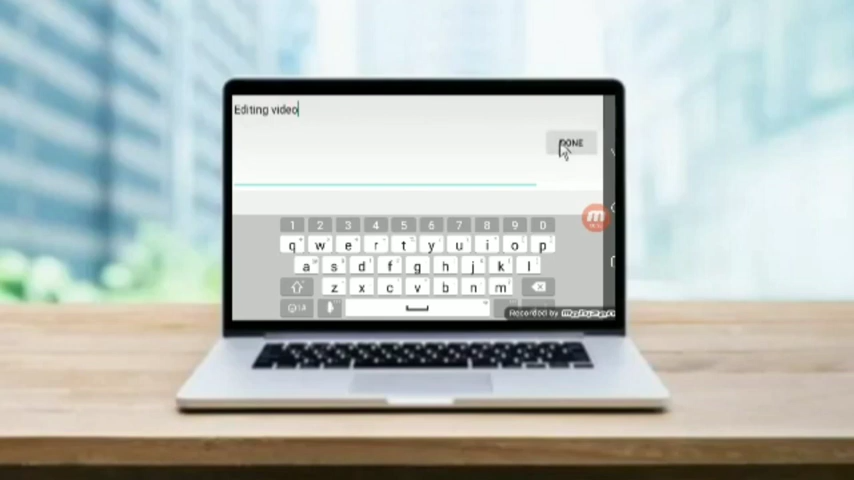 Editing video
DONE
1 2 3 4 5 6 7 8 9 0
q w e r t y u i o p
a s d f g h j k l
z x c v b n m
Recorded by